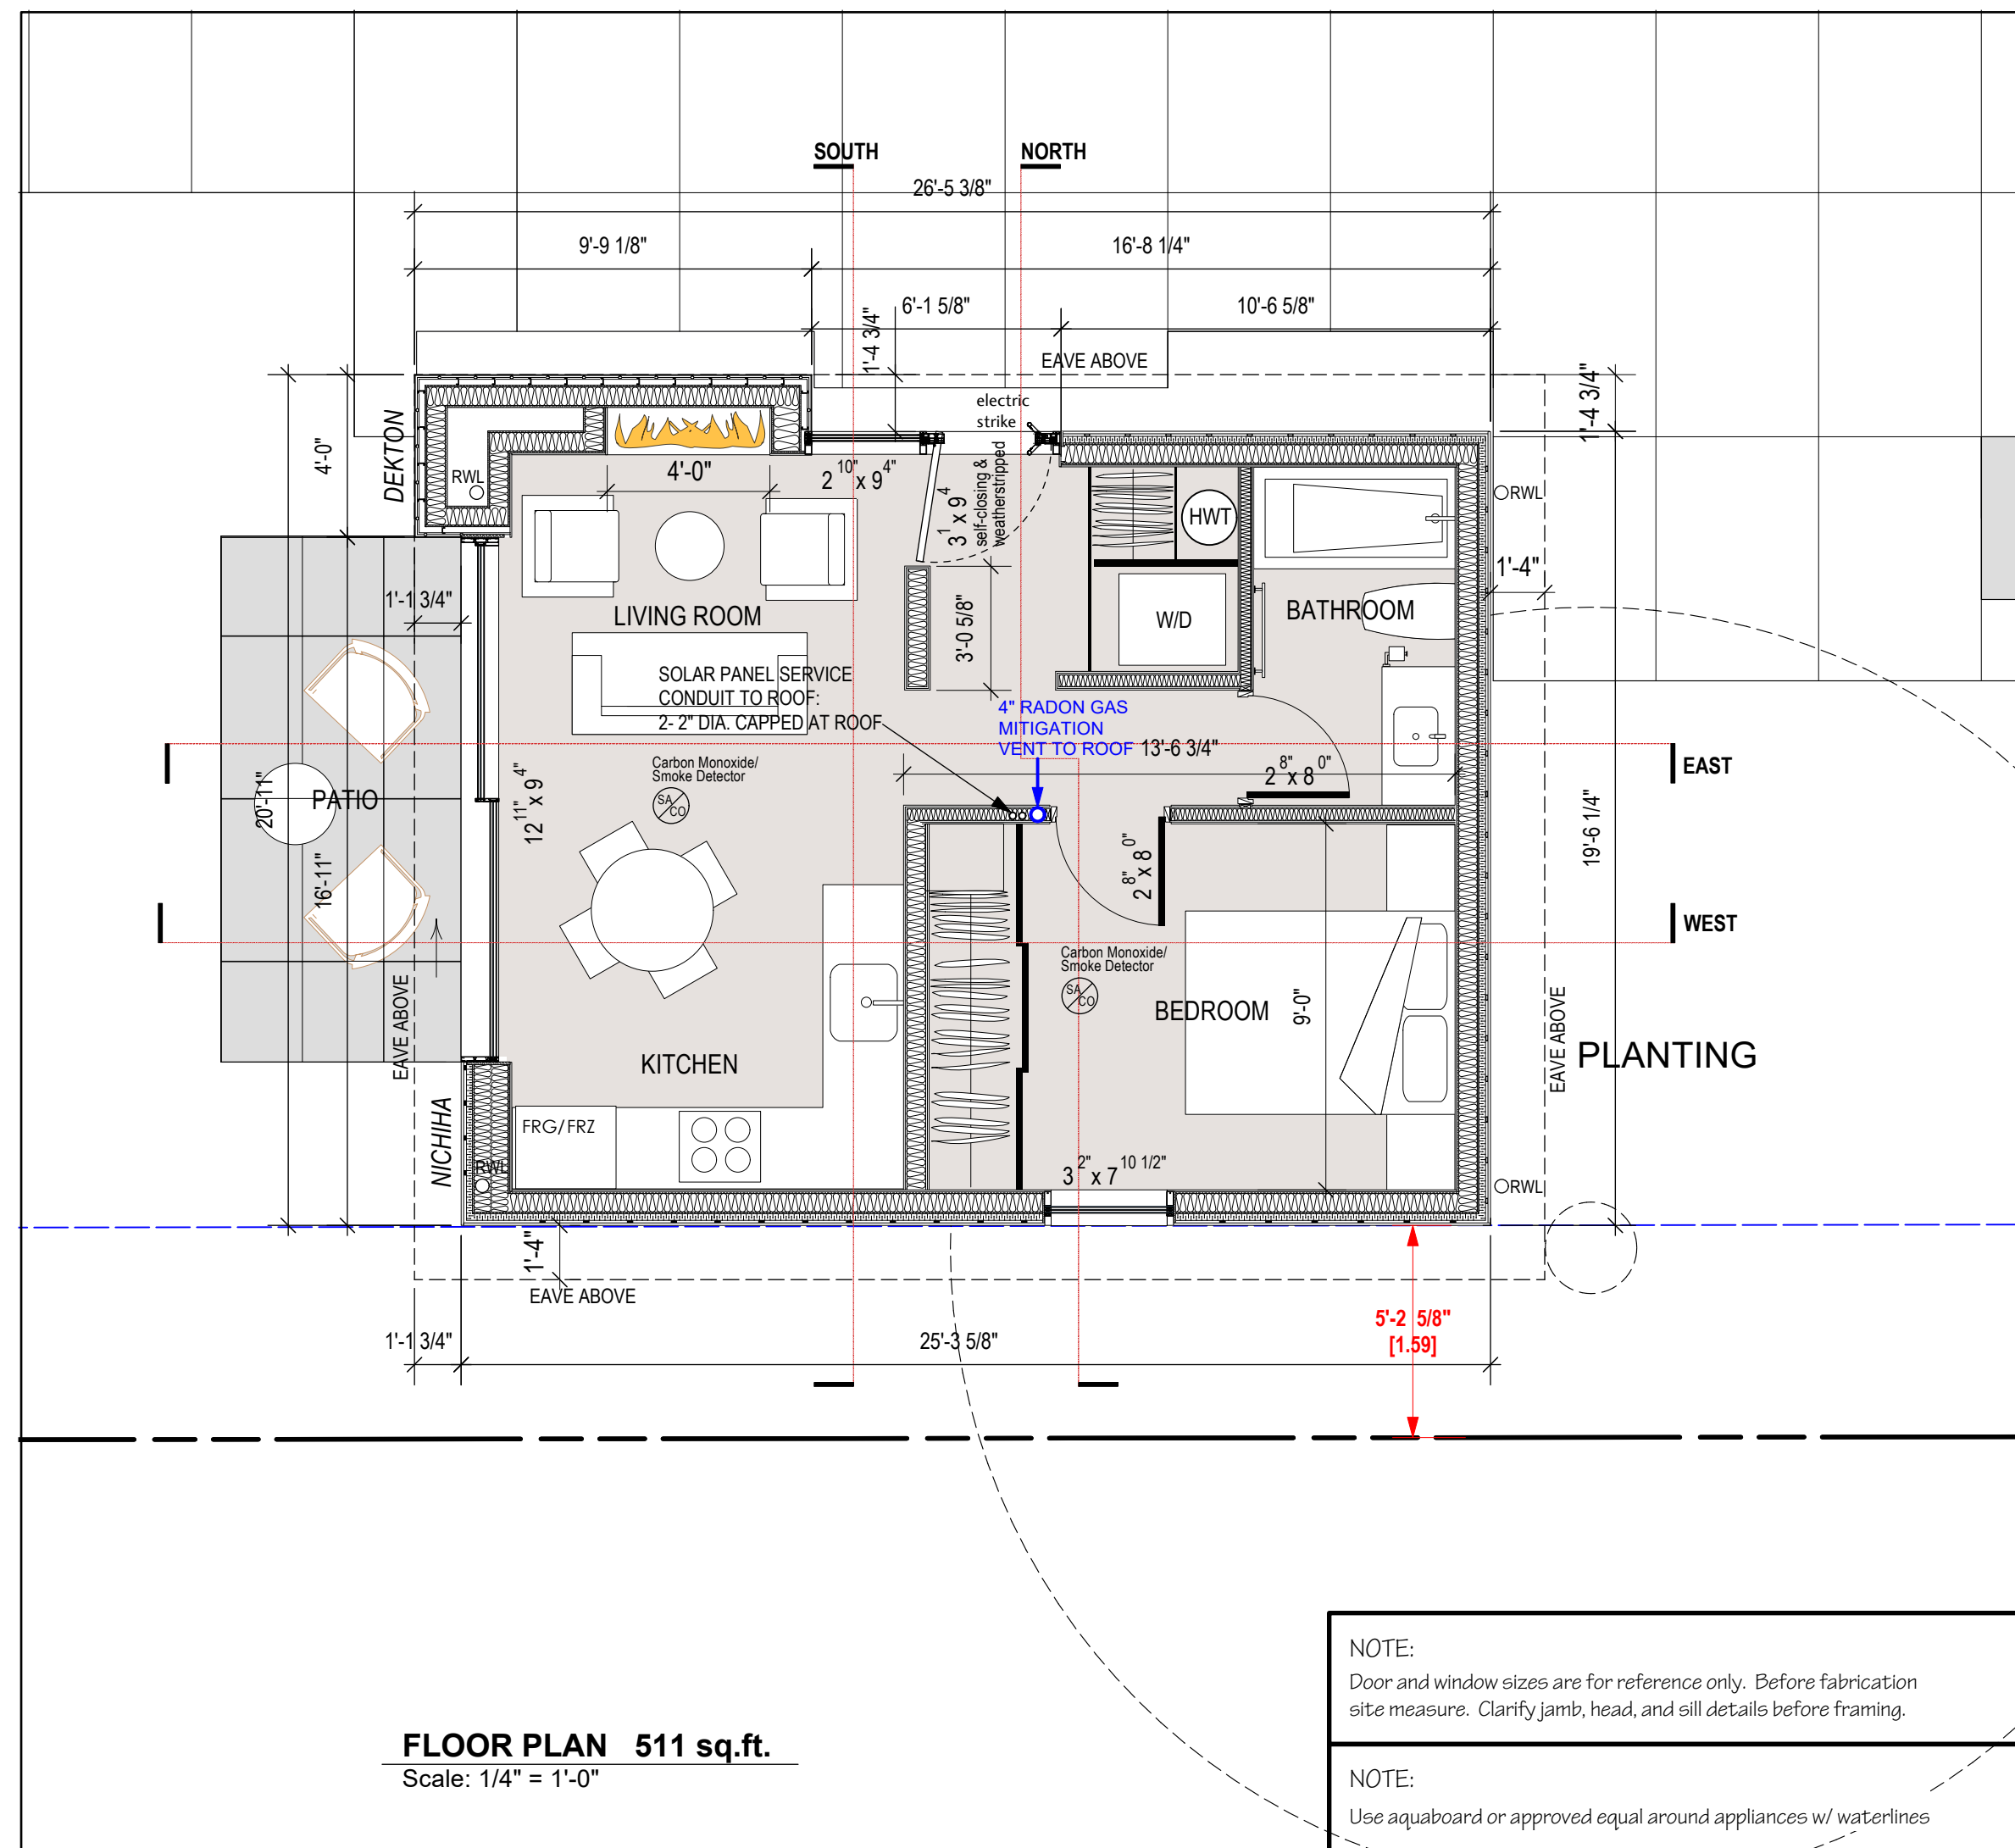 SOUTH
NORTH
26'-5 3/8"
9'-9 1/8"
16'-8 1/4"
6'-1 5/8"
10'-6 5/8"
1'-4 3/4"
EAVE ABOVE
1'-4 3/4"
4'-0"
DEKTON
electric
strike
RWL
4'-0"
2 10" x 9 4"
3 1 x 9 4
self-closing &
weatherstripped
HWT
RWL
1'-4"
1'-1 3/4"
LIVING ROOM
3'-0 5/8"
W/D
BATHROOM
SOLAR PANEL SERVICE
CONDUIT TO ROOF:
2- 2" DIA. CAPPED AT ROOF
4" RADON GAS
MITIGATION
VENT TO ROOF
13'-6 3/4"
2 8" x 8 0"
EAST
Carbon Monoxide/
Smoke Detector
SA
CO
PATIO
20'-11"
12 11" x 9 4"
16'-11"
19'-6 1/4"
2 8" x 8 0"
WEST
Carbon Monoxide/
Smoke Detector
SA
CO
BEDROOM
9'-0"
EAVE ABOVE
EAVE ABOVE
PLANTING
KITCHEN
NICHIHA
FRG/FRZ
RWL
3 2" x 7 10 1/2"
RWL
1'-4"
EAVE ABOVE
1'-1 3/4"
25'-3 5/8"
5'-2 5/8"
[1.59]
NOTE:
Door and window sizes are for reference only. Before fabrication
site measure. Clarify jamb, head, and sill details before framing.
FLOOR PLAN 511 sq.ft.
Scale: 1/4" = 1'-0"
NOTE:
Use aquaboard or approved equal around appliances w/ waterlines